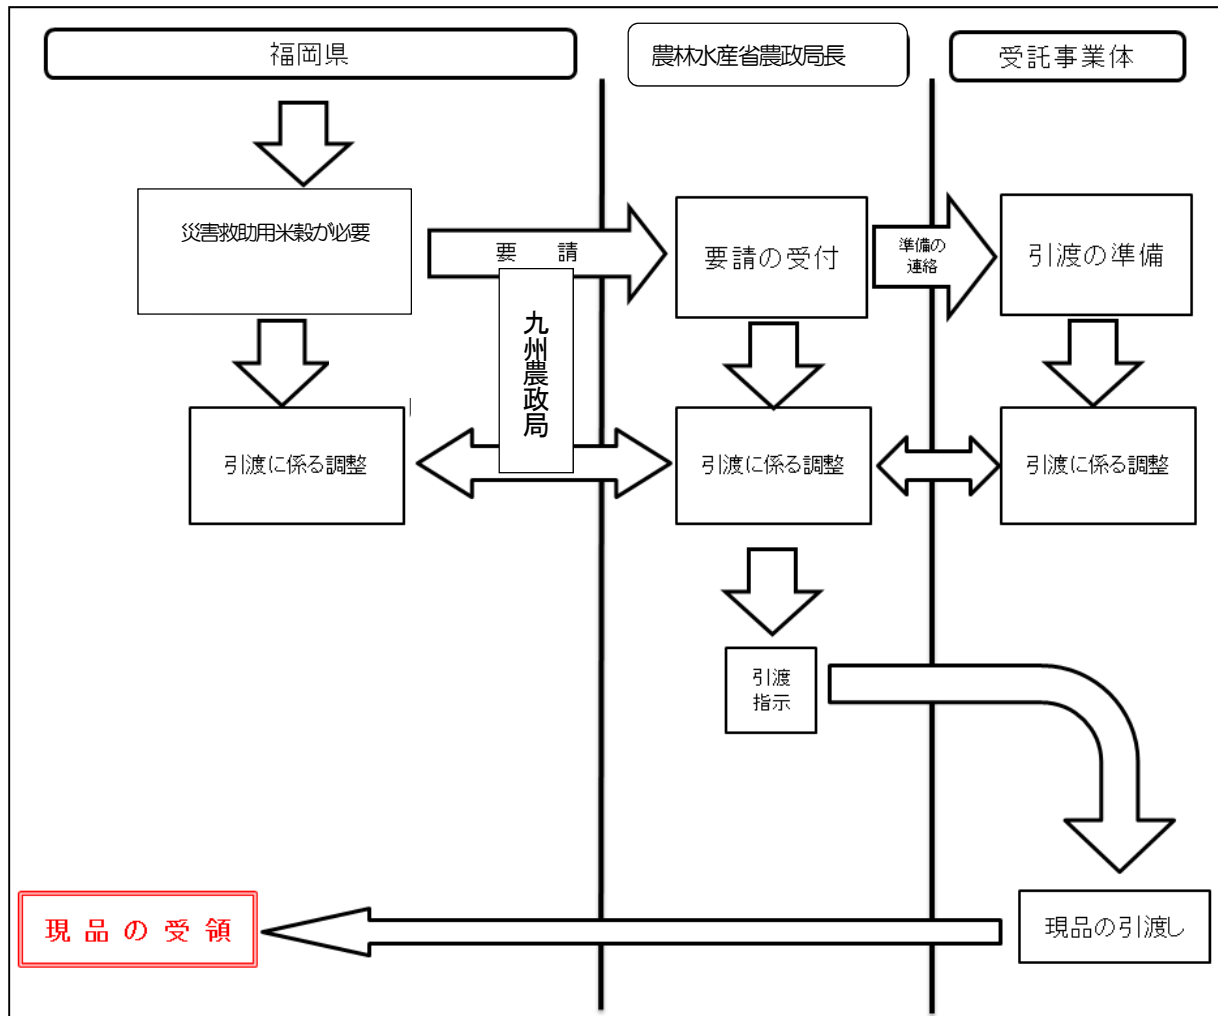 福岡県
農林水産省農政局長
受託事業体
災害救助用米穀が必要
要 請
要請の受付
準備の
連絡
引渡の準備
九州農政局
引渡に係る調整
引渡に係る調整
引渡に係る調整
引渡
指示
現品の受領
現品の引渡し